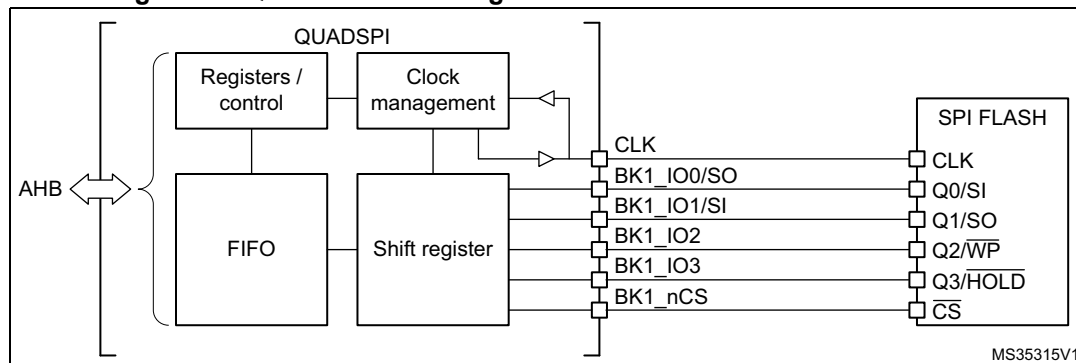 QUADSPI
Registers /
control
Clock
management
AHB
FIFO
Shift register
CLK
BK1_IO0/SO
BK1_IO1/SI
BK1_IO2
BK1_IO3
BK1_nCS
SPI FLASH
CLK
Q0/SI
Q1/SO
Q2/WP
Q3/HOLD
CS
MS35315V1